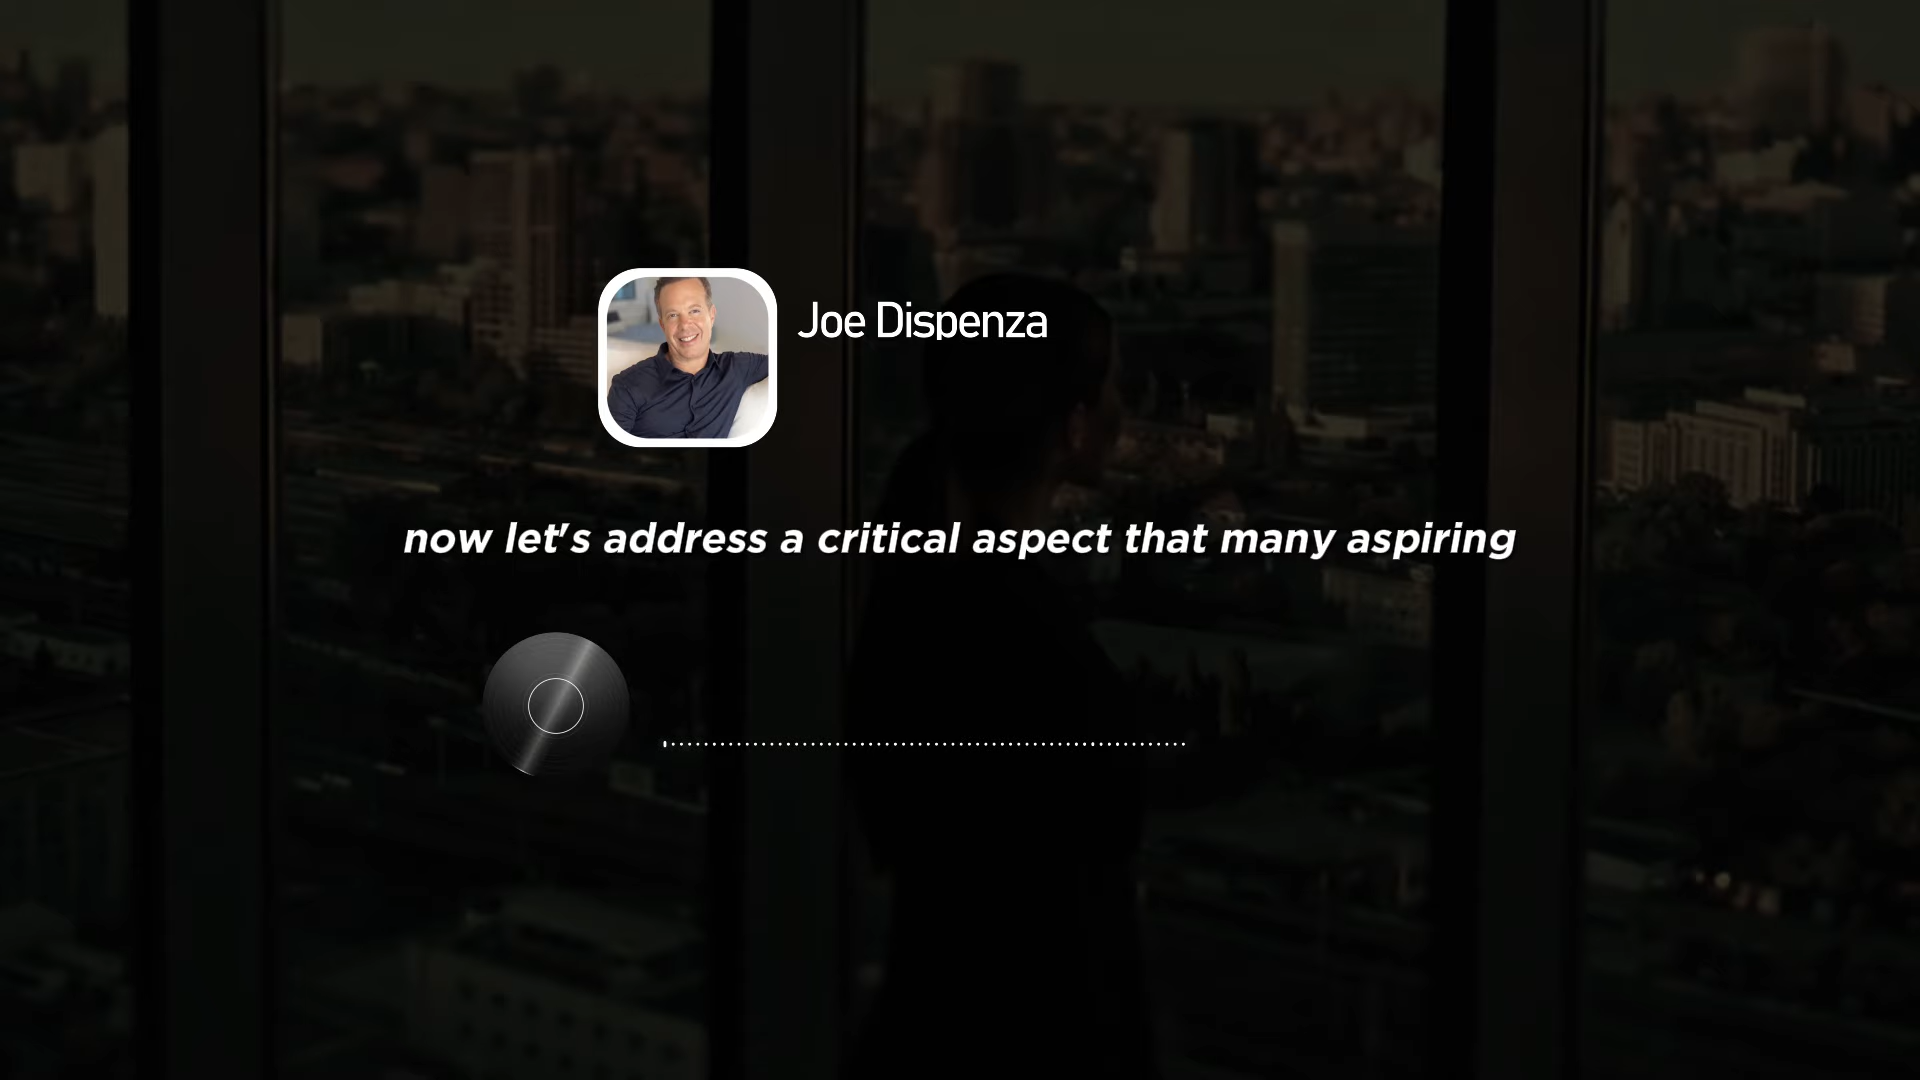 Joe Dispenza
now let's address a critical aspect that many aspiring